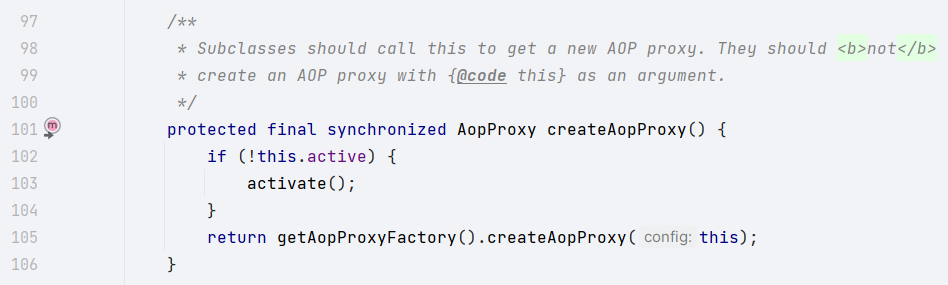 97 /**
98 * Subclasses should call this to get a new AOP proxy. They should <b>not</b>
99 * create an AOP proxy with {@code this} as an argument.
100 */
101 m protected final synchronized AopProxy createAopProxy() {
102 if (!this.active) {
103 activate();
104 }
105 return getAopProxyFactory().createAopProxy( config: this);
106 }